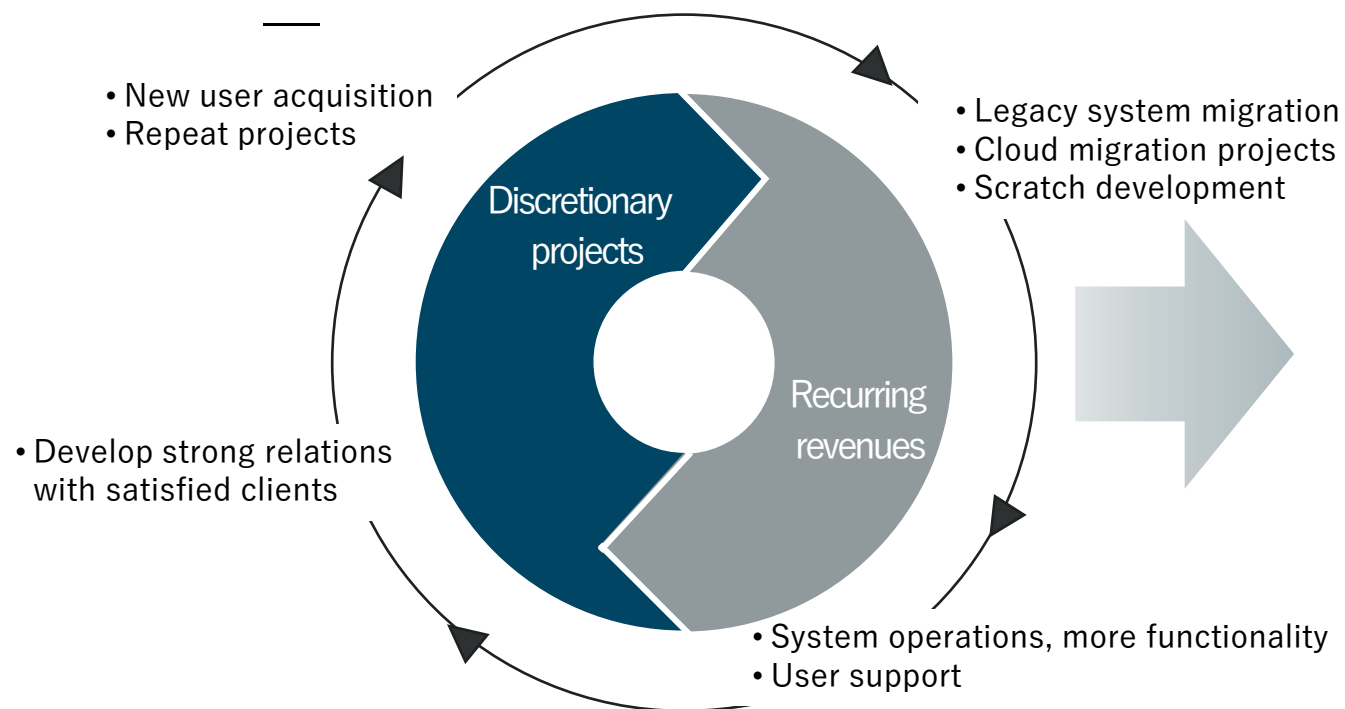 • New user acquisition
• Repeat projects
• Legacy system migration
• Cloud migration projects
• Scratch development
Discretionary
projects
Recurring
revenues
• Develop strong relations
with satisfied clients
• System operations, more functionality
• User support